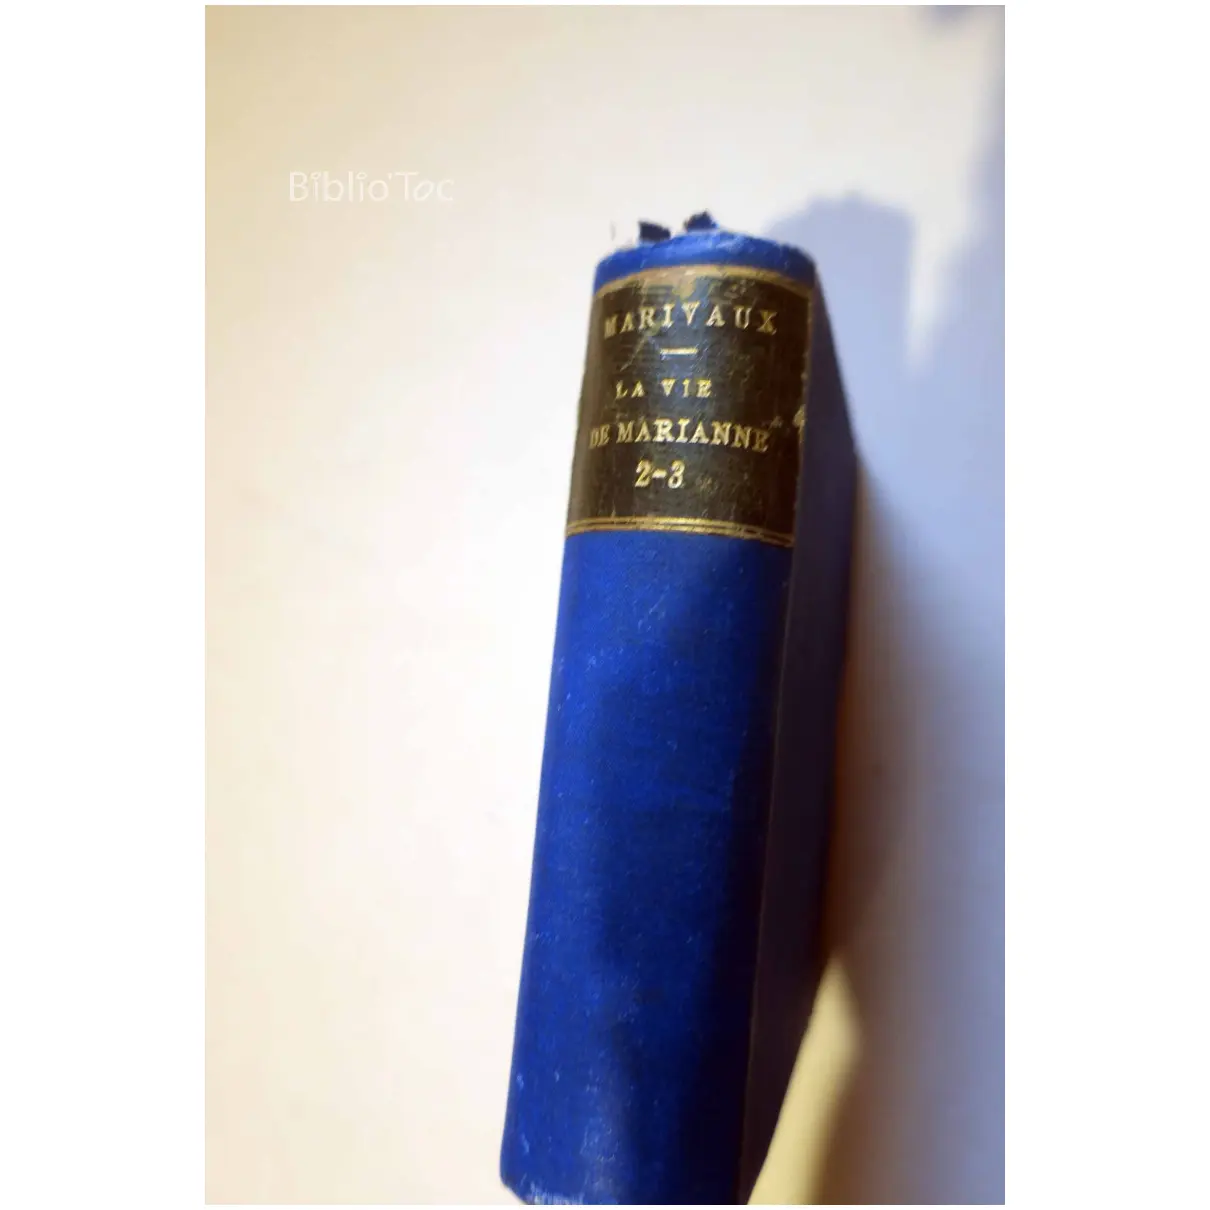 Biblio'Toc
MARIVAUX
LA VIE
DE MARIANNE
2-3